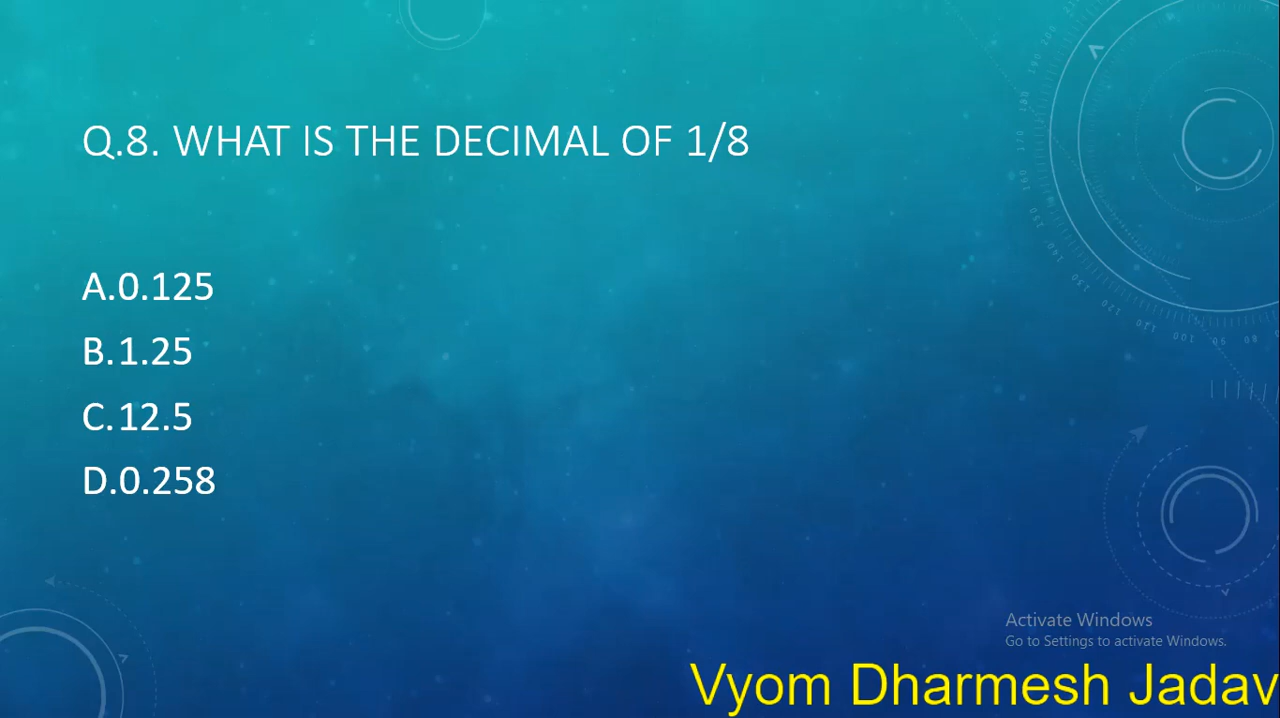 Q.8. WHAT IS THE DECIMAL OF 1/8
A.0.125
B.1.25
C.12.5
D.0.258
Activate Windows
Go to Settings to activate Windows.
Vyom Dharmesh Jadav